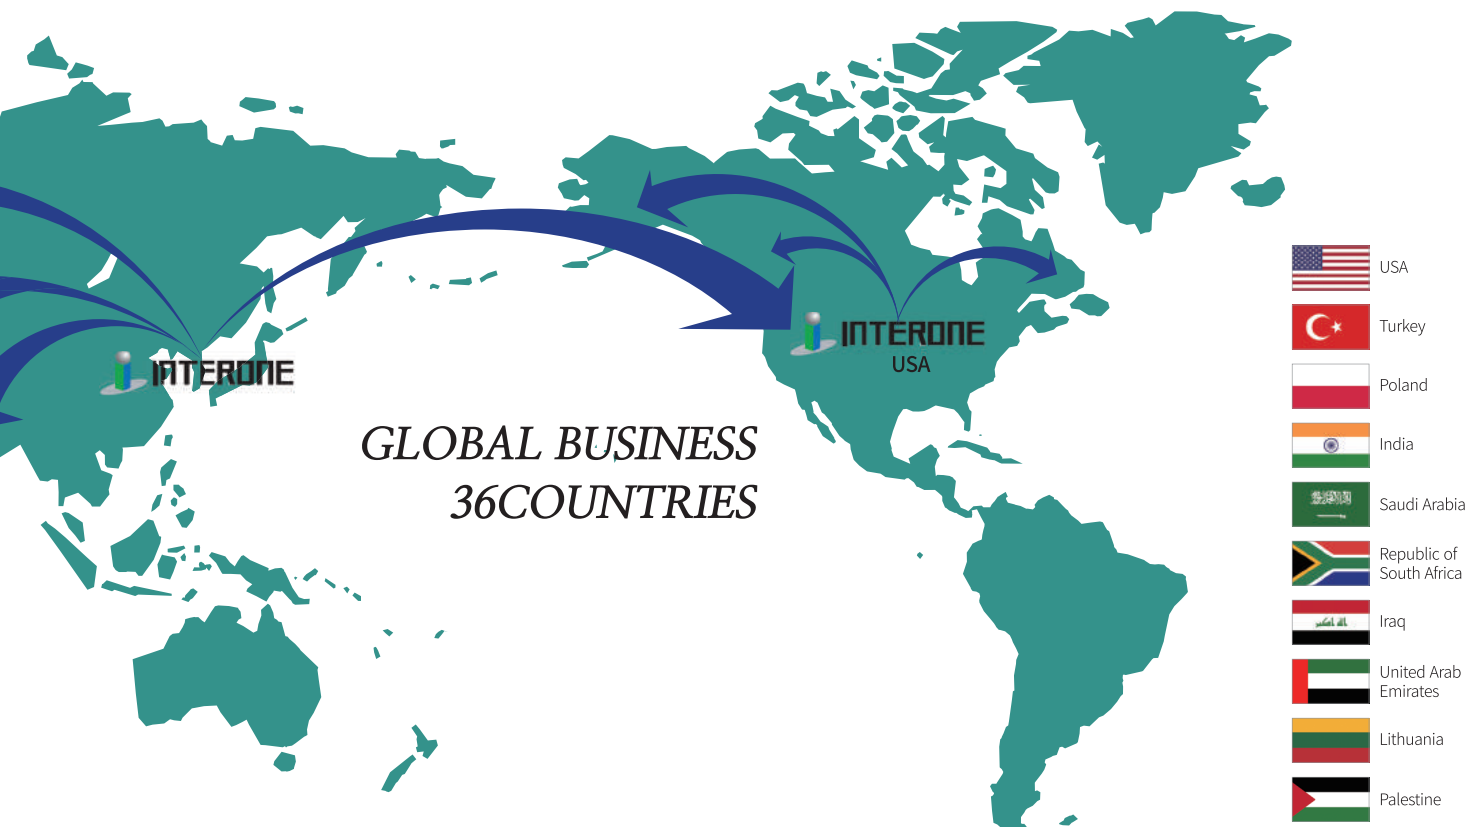 INTERONE
INTERONE
USA
GLOBAL BUSINESS
36COUNTRIES
USA
Turkey
Poland
India
Saudi Arabia
Republic of
South Africa
Iraq
United Arab
Emirates
Lithuania
Palestine